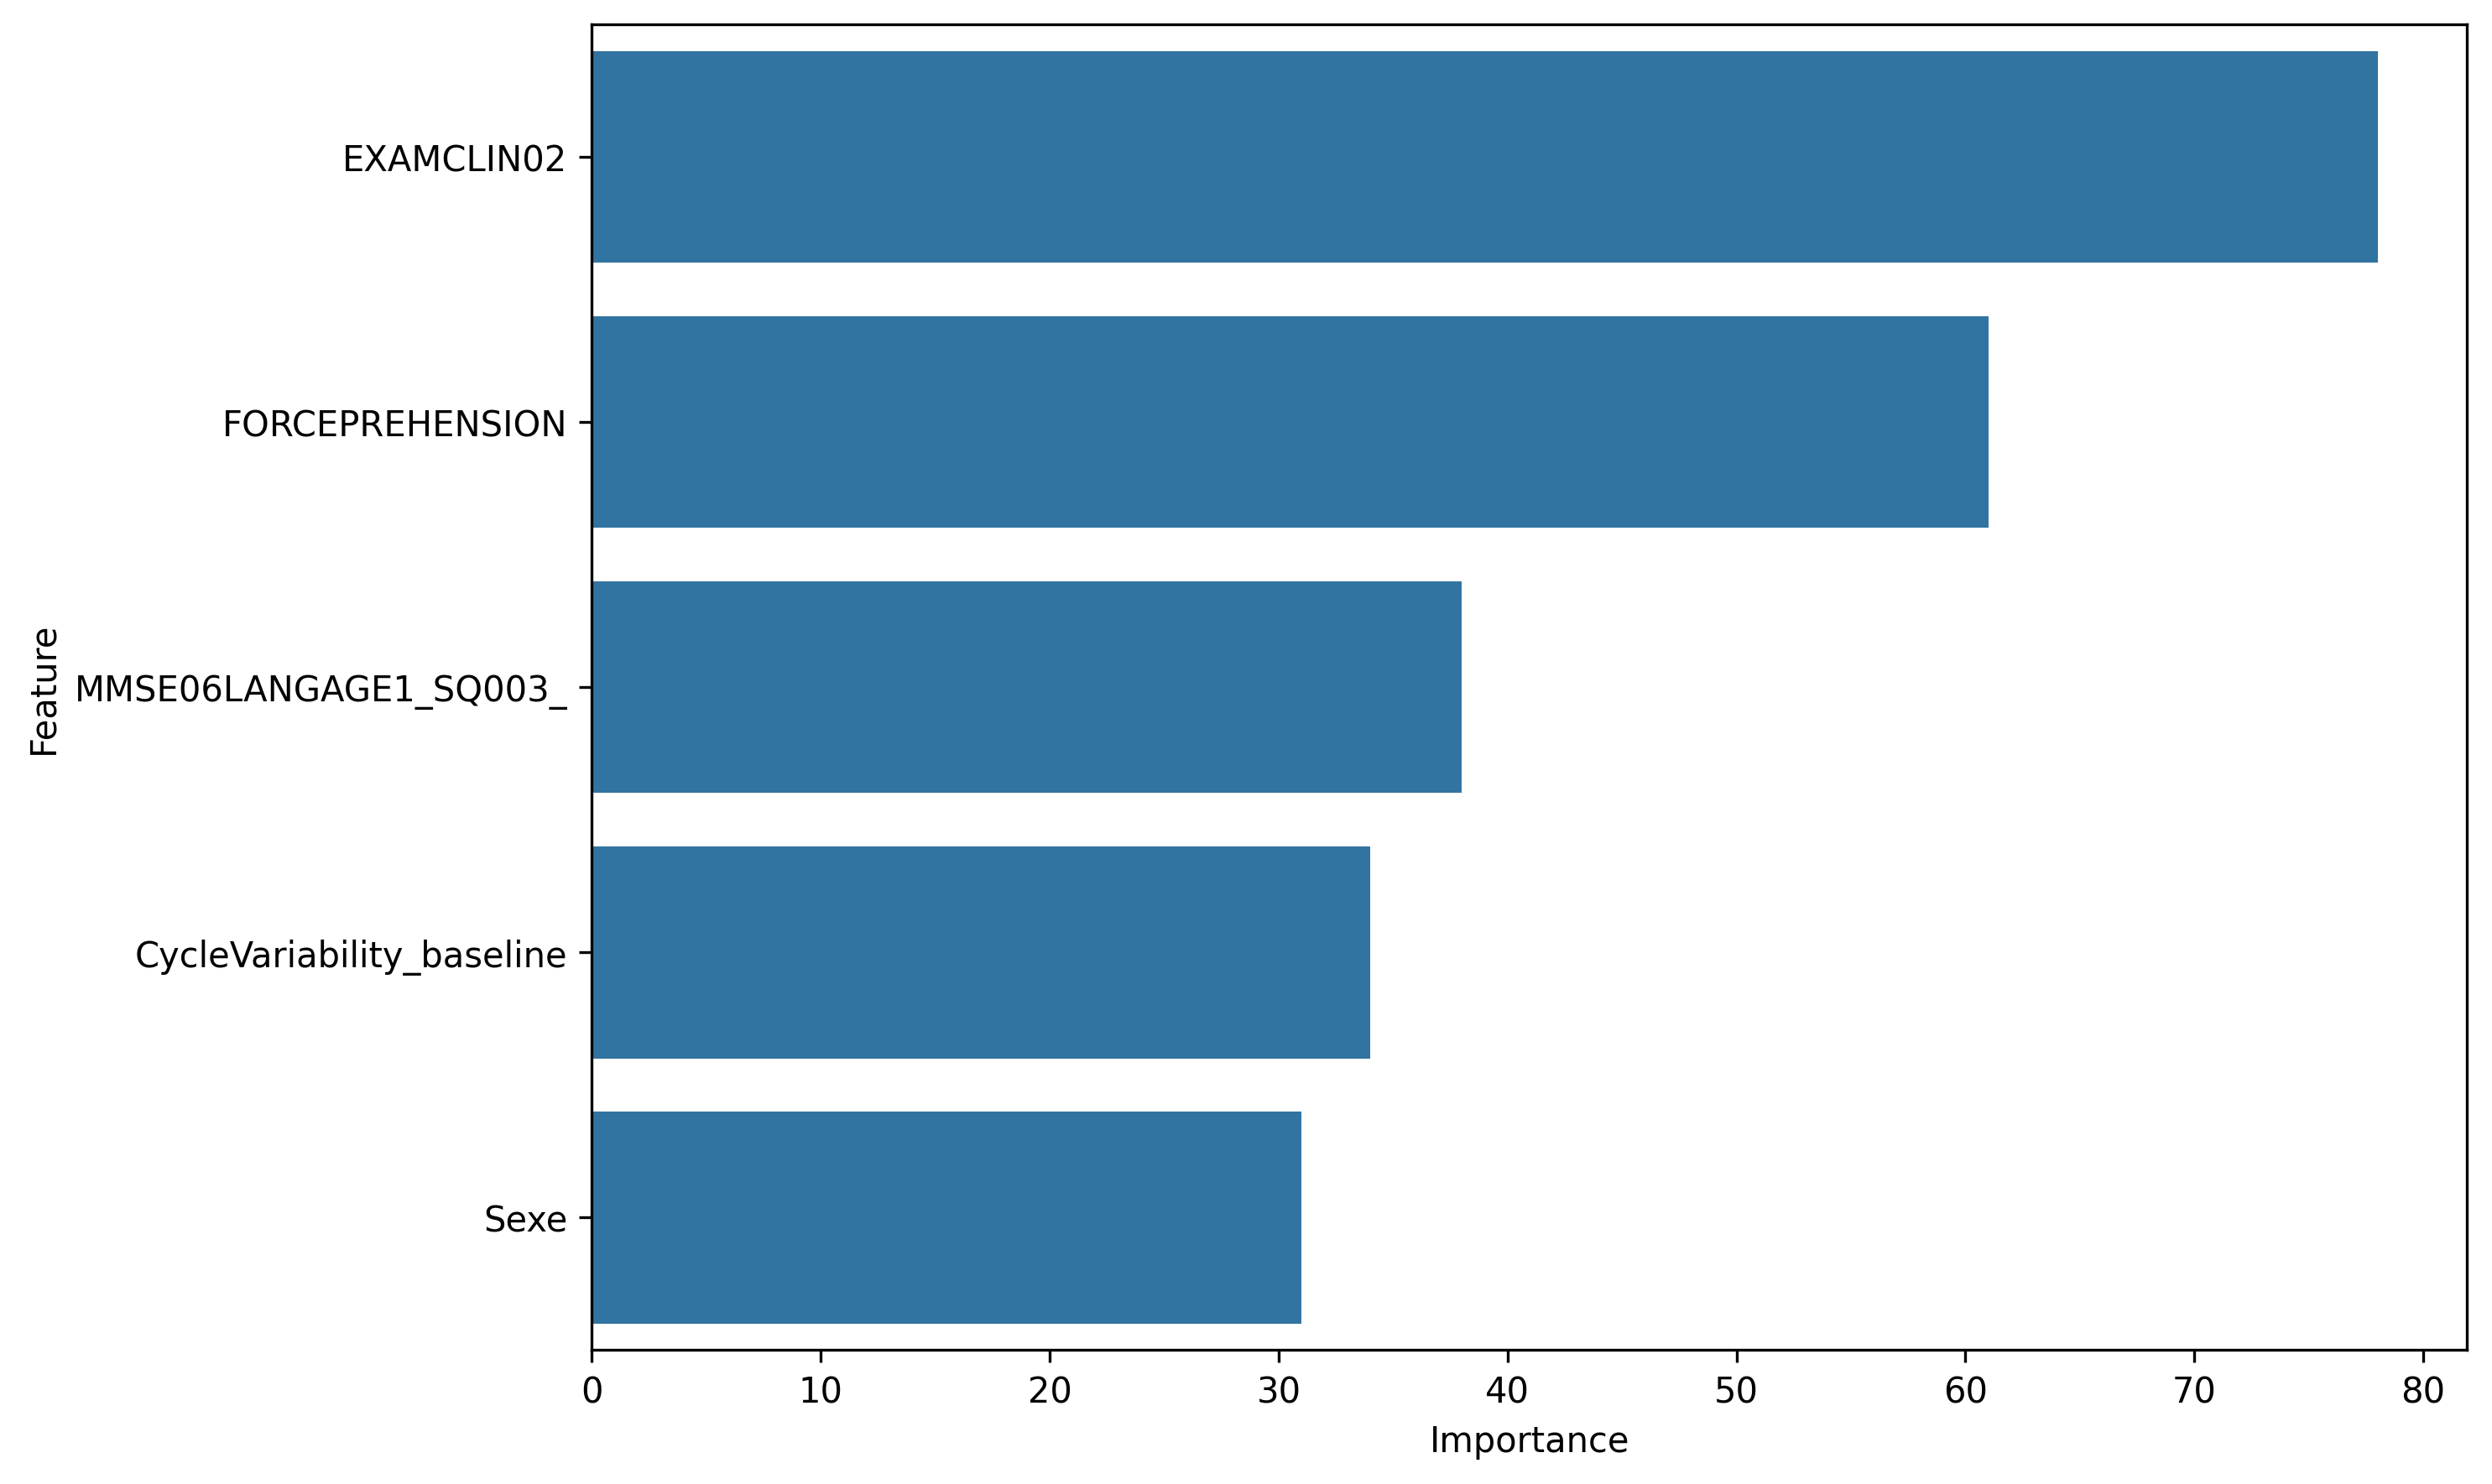 EXAMCLIN02
FORCEPREHENSION
MMSE06LANGAGE1_SQ003_
CycleVariability_baseline
Sexe
Feature
0 10 20 30 40 50 60 70 80
Importance